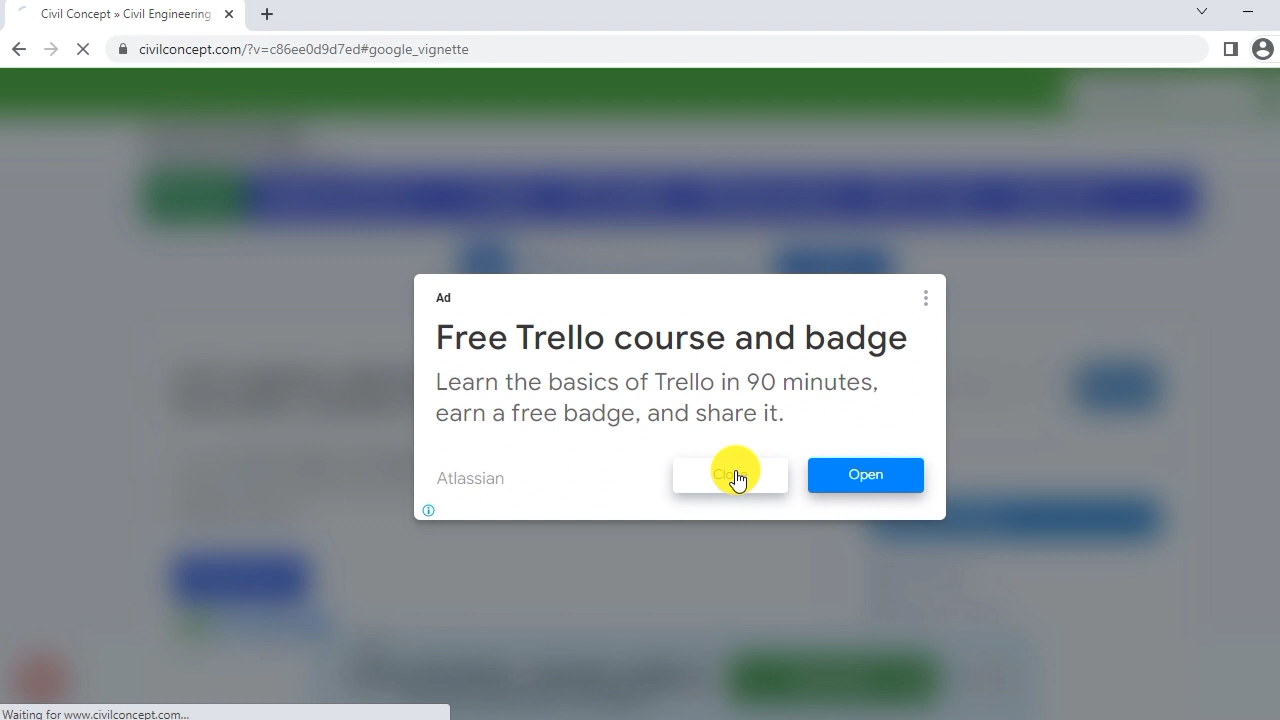 Civil Concept » Civil Engineering
civilconcept.com/?v=c86ee0d9d7ed#google_vignette
Ad
Free Trello course and badge
Learn the basics of Trello in 90 minutes,
earn a free badge, and share it.
Atlassian
Close
Open
Waiting for www.civilconcept.com...